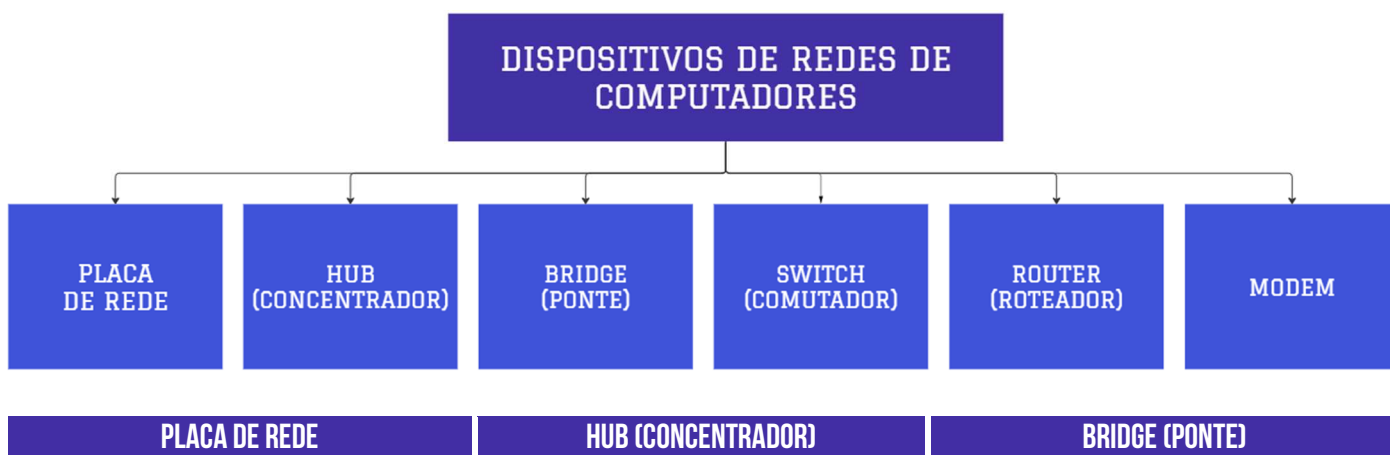 DISPOSITIVOS DE REDES DE
COMPUTADORES
PLACA
DE REDE
HUB
(CONCENTRADOR)
BRIDGE
(PONTE)
SWITCH
(COMUTADOR)
ROUTER
(ROTEADOR)
MODEM
PLACA DE REDE
HUB (CONCENTRADOR)
BRIDGE (PONTE)